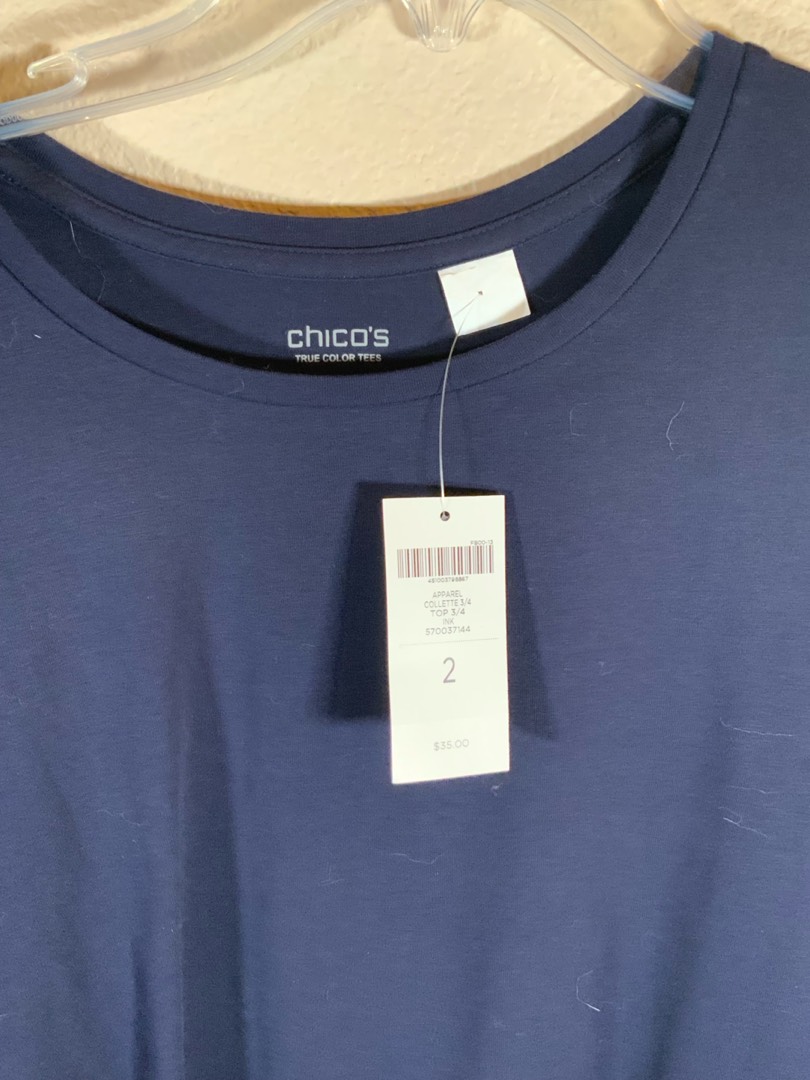 chico's
TRUE COLOR TEES
APPAREL
COLLETTE 3/4
TOP 3/4
INK
570037144
2
$35.00